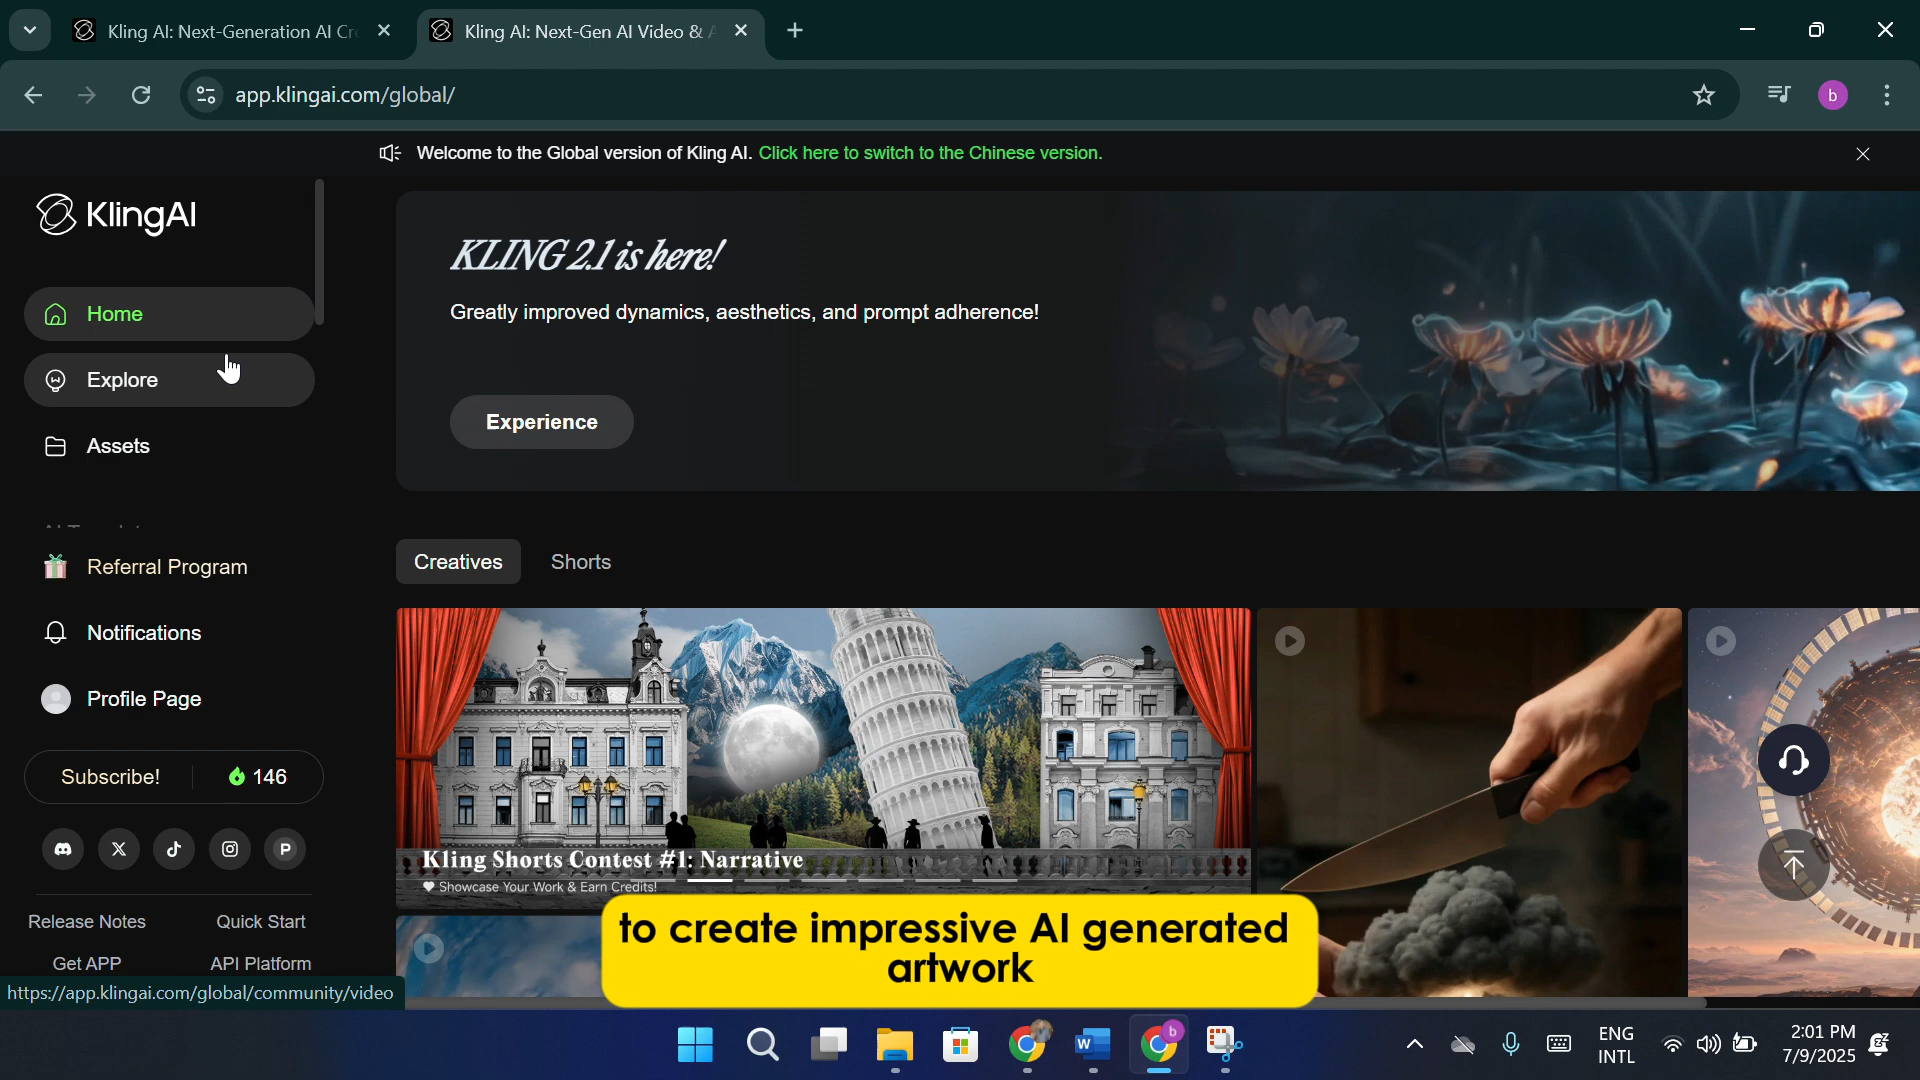 Kling AI: Next-Generation AI Cr
Kling AI: Next-Gen AI Video & A
app.klingai.com/global/
b
Welcome to the Global version of Kling AI. Click here to switch to the Chinese version.
KlingAI
Home
Explore
Assets
Referral Program
Notifications
Profile Page
Subscribe! 146
P
Release Notes Quick Start
Get APP API Platform
https://app.klingai.com/global/community/video
KLING 2.1 is here!
Greatly improved dynamics, aesthetics, and prompt adherence!
Experience
Creatives Shorts
Kling Shorts Contest #1: Narrative
Showcase Your Work & Earn Credits!
to create impressive AI generated
artwork
W
b
ENG
INTL
2:01 PM
7/9/2025